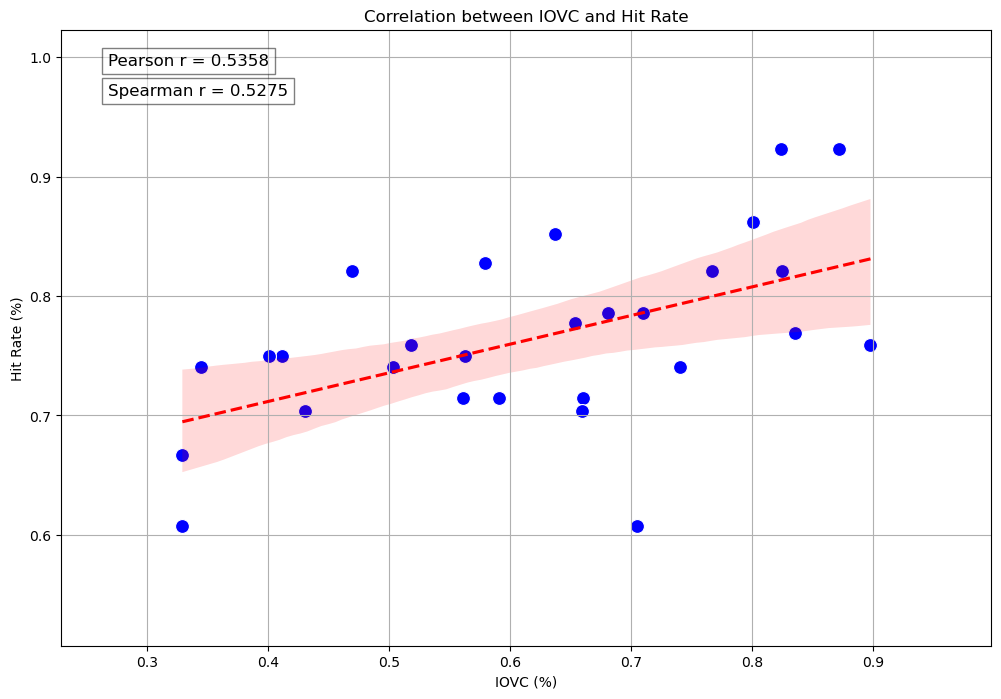 Correlation between IOVC and Hit Rate
Pearson r = 0.5358
Spearman r = 0.5275
Hit Rate (%)
1.0
0.9
0.8
0.7
0.6
0.3 0.4 0.5 0.6 0.7 0.8 0.9
IOVC (%)